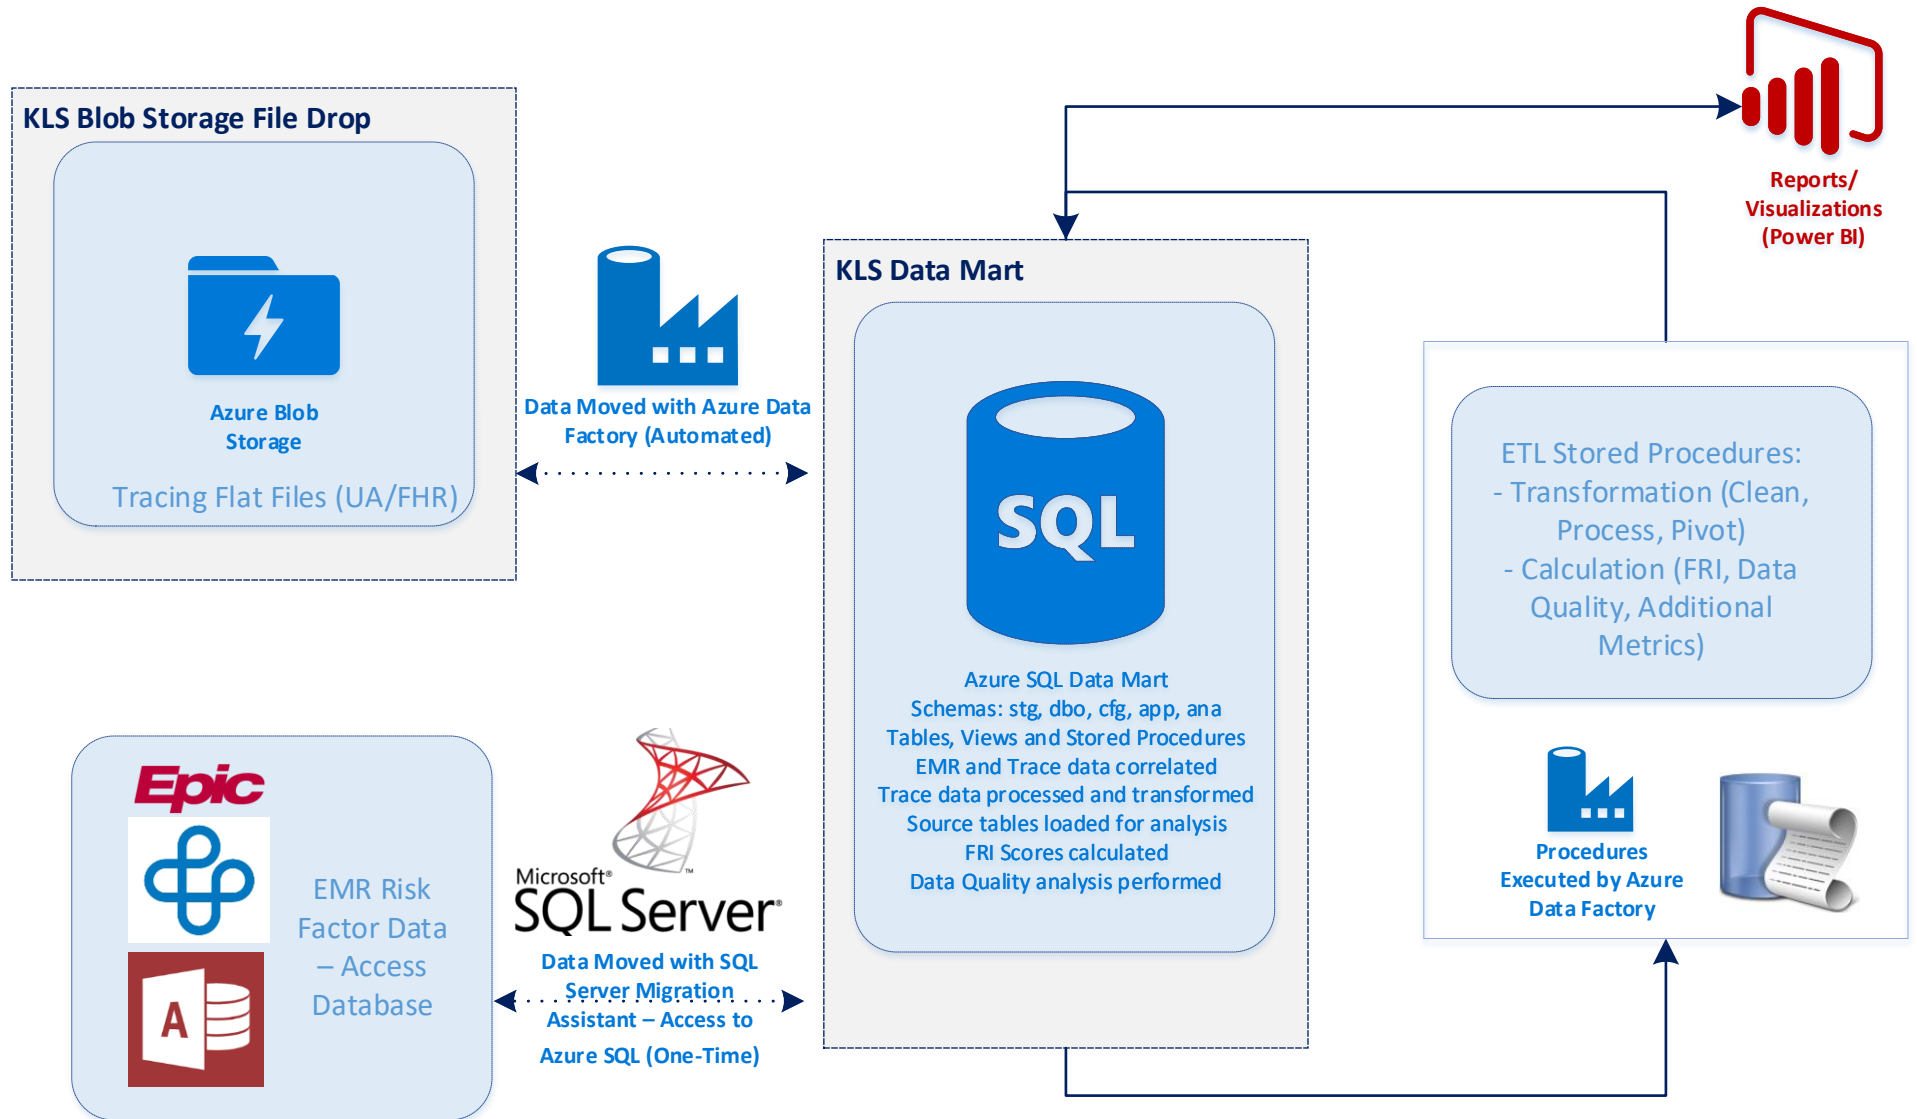 KLS Blob Storage File Drop
Azure Blob
Storage
Tracing Flat Files (UA/FHR)
Data Moved with Azure Data
Factory (Automated)
KLS Data Mart
SQL
Azure SQL Data Mart
Schemas: stg, dbo, cfg, app, ana
Tables, Views and Stored Procedures
EMR and Trace data correlated
Trace data processed and transformed
Source tables loaded for analysis
FRI Scores calculated
Data Quality analysis performed
Reports/
Visualizations
(Power BI)
ETL Stored Procedures:
- Transformation (Clean,
Process, Pivot)
- Calculation (FRI, Data
Quality, Additional
Metrics)
Procedures
Executed by Azure
Data Factory
Epic
A
EMR Risk
Factor Data
– Access
Database
Microsoft®
SQL Server®
™
Data Moved with SQL
Server Migration
Assistant – Access to
Azure SQL (One-Time)